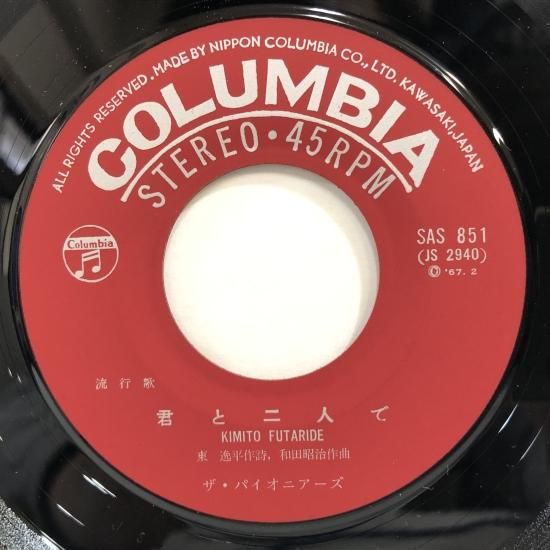 ALL RIGHTS RESERVED. MADE BY NIPPON COLUMBIA CO., LTD. KAWASAKI, JAPAN
COLUMBIA
STEREO・45RPM
Columbia
SAS 851
(JS 2940)
Ⓒ '67. 2
流行歌
君と二人で
KIMITO FUTARIDE
東 逸平作詩，和田昭治作曲
ザ・パイオニアーズ